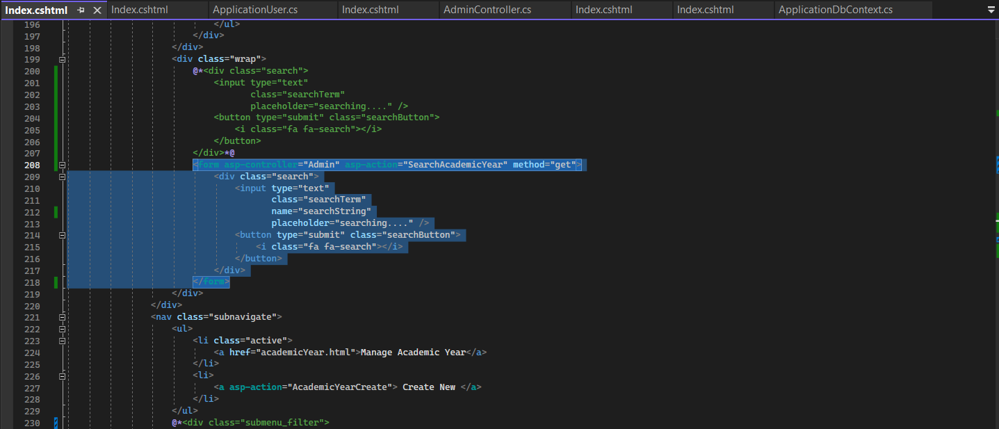 Index.cshtml Index.cshtml ApplicationUser.cs Index.cshtml AdminController.cs Index.cshtml Index.cshtml ApplicationDbContext.cs
196 </ul>
197 </div>
198 </div>
199 <div class="wrap">
200 @*<div class="search">
201 <input type="text"
202 class="searchTerm"
203 placeholder="searching...." />
204 <button type="submit" class="searchButton">
205 <i class="fa fa-search"></i>
206 </button>
207 </div>*@
208 <form asp-controller="Admin" asp-action="SearchAcademicYear" method="get">
209 <div class="search">
210 <input type="text"
211 class="searchTerm"
212 name="searchString"
213 placeholder="searching...." />
214 <button type="submit" class="searchButton">
215 <i class="fa fa-search"></i>
216 </button>
217 </div>
218 </form>
219 </div>
220 </div>
221 <nav class="subnavigate">
222 <ul>
223 <li class="active">
224 <a href="academicYear.html">Manage Academic Year</a>
225 </li>
226 <li>
227 <a asp-action="AcademicYearCreate"> Create New </a>
228 </li>
229 </ul>
230 @*<div class="submenu_filter">